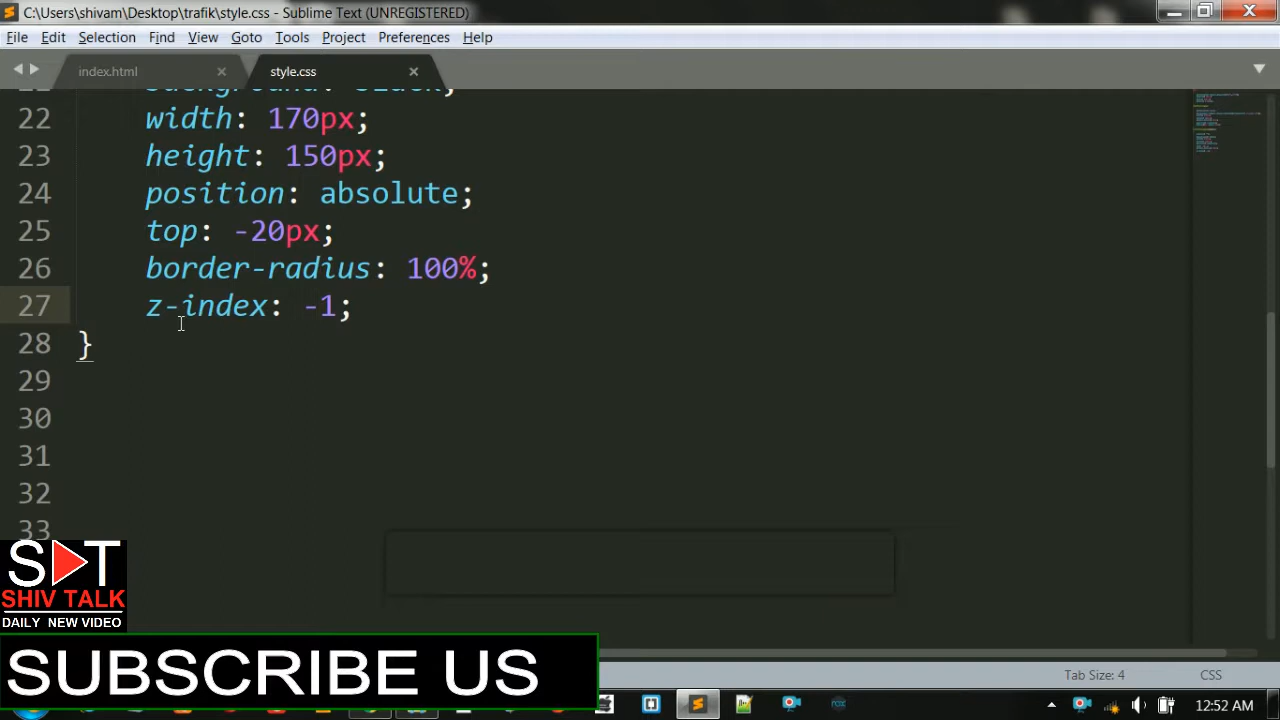 C:\Users\shivam\Desktop\trafik\style.css - Sublime Text (UNREGISTERED)
File Edit Selection Find View Goto Tools Project Preferences Help
index.html style.css
22 width: 170px;
23 height: 150px;
24 position: absolute;
25 top: -20px;
26 border-radius: 100%;
27 z-index: -1;
28 }
29
30
31
32
33
S T
SHIV TALK
DAILY NEW VIDEO
SUBSCRIBE US
Tab Size: 4 CSS
12:52 AM